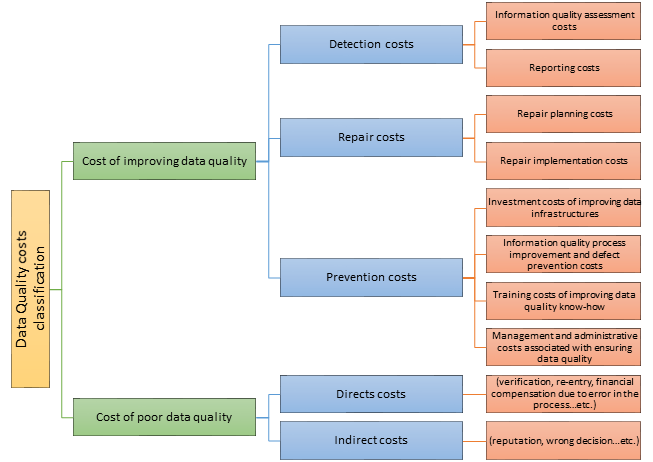 Data Quality costs
classification
Cost of improving data quality
Detection costs
Information quality assessment
costs
Reporting costs
Repair costs
Repair planning costs
Repair implementation costs
Prevention costs
Investment costs of improving data
infrastructures
Information quality process
improvement and defect
prevention costs
Training costs of improving data
quality know-how
Management and administrative
costs associated with ensuring
data quality
Cost of poor data quality
Directs costs
(verification, re-entry, financial
compensation due to error in the
process...etc.)
Indirect costs
(reputation, wrong decision...etc.)